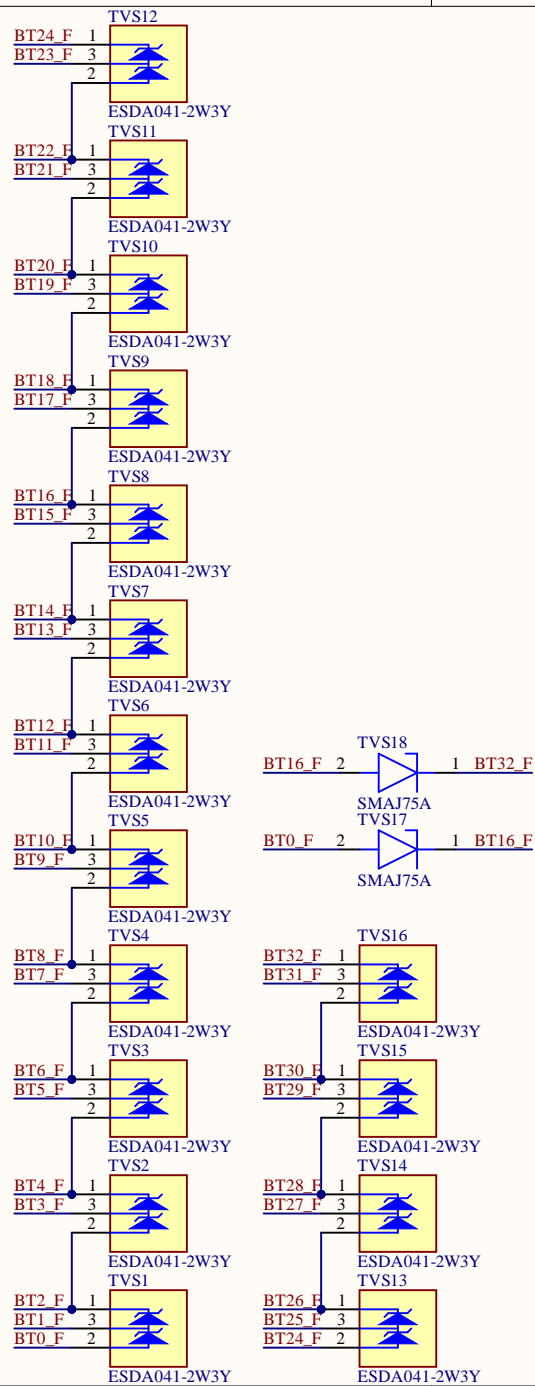 TVS12
BT24_F 1
BT23_F 3
2
ESDA041-2W3Y
TVS11
BT22_F 1
BT21_F 3
2
ESDA041-2W3Y
TVS10
BT20_F 1
BT19_F 3
2
ESDA041-2W3Y
TVS9
BT18_F 1
BT17_F 3
2
ESDA041-2W3Y
TVS8
BT16_F 1
BT15_F 3
2
ESDA041-2W3Y
TVS7
BT14_F 1
BT13_F 3
2
ESDA041-2W3Y
TVS6
BT12_F 1
BT11_F 3
2
ESDA041-2W3Y
TVS5
BT10_F 1
BT9_F 3
2
ESDA041-2W3Y
TVS4
BT8_F 1
BT7_F 3
2
ESDA041-2W3Y
TVS3
BT6_F 1
BT5_F 3
2
ESDA041-2W3Y
TVS2
BT4_F 1
BT3_F 3
2
ESDA041-2W3Y
TVS1
BT2_F 1
BT1_F 3
BT0_F 2
ESDA041-2W3Y
TVS18
BT16_F 2 1 BT32_F
SMAJ75A
TVS17
BT0_F 2 1 BT16_F
SMAJ75A
TVS16
BT32_F 1
BT31_F 3
2
ESDA041-2W3Y
TVS15
BT30_F 1
BT29_F 3
2
ESDA041-2W3Y
TVS14
BT28_F 1
BT27_F 3
2
ESDA041-2W3Y
TVS13
BT26_F 1
BT25_F 3
BT24_F 2
ESDA041-2W3Y